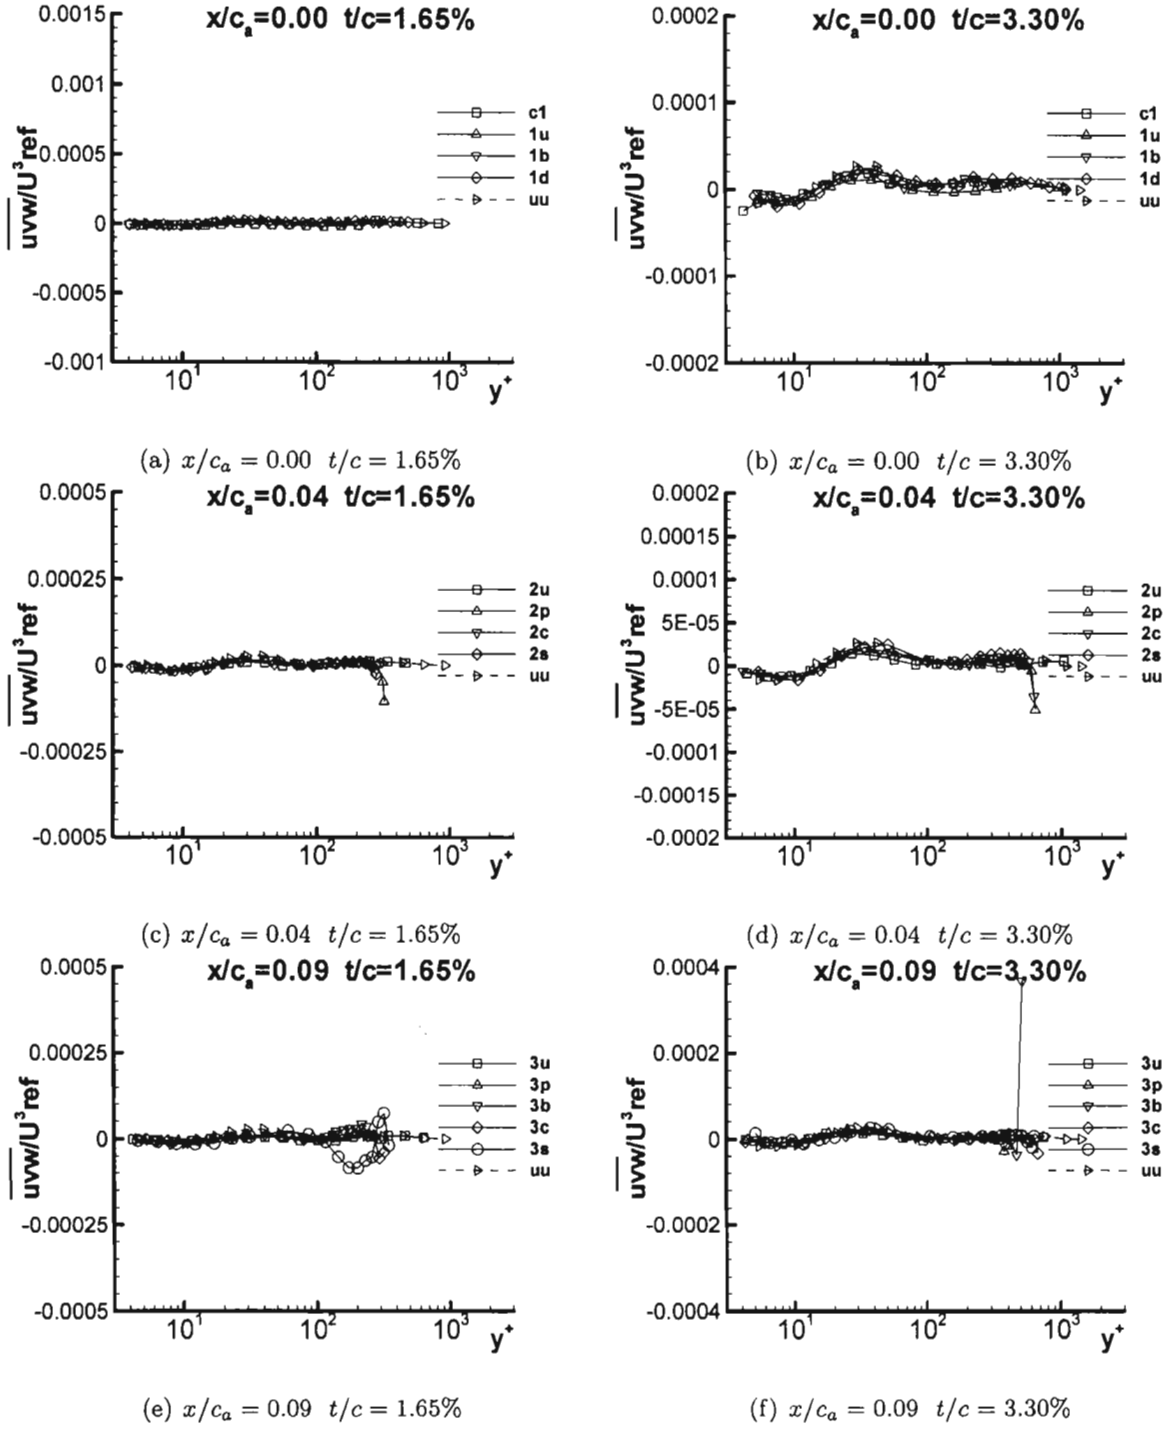 x/cₐ=0.00 t/c=1.65%
0.0015
0.001
0.0005
0
-0.0005
-0.001
uvw/U³ref
c1
1u
1b
1d
uu
10¹
10²
10³
y⁺
(a) x/cₐ = 0.00 t/c = 1.65%
x/cₐ=0.00 t/c=3.30%
0.0002
0.0001
0
-0.0001
-0.0002
uvw/U³ref
c1
1u
1b
1d
uu
10¹
10²
10³
y⁺
(b) x/cₐ = 0.00 t/c = 3.30%
x/cₐ=0.04 t/c=1.65%
0.0005
0.00025
0
-0.00025
-0.0005
uvw/U³ref
2u
2p
2c
2s
uu
10¹
10²
10³
y⁺
(c) x/cₐ = 0.04 t/c = 1.65%
x/cₐ=0.04 t/c=3.30%
0.0002
0.00015
0.0001
5E-05
0
-5E-05
-0.0001
-0.00015
-0.0002
uvw/U³ref
2u
2p
2c
2s
uu
10¹
10²
10³
y⁺
(d) x/cₐ = 0.04 t/c = 3.30%
x/cₐ=0.09 t/c=1.65%
0.0005
0.00025
0
-0.00025
-0.0005
uvw/U³ref
3u
3p
3b
3c
3s
uu
10¹
10²
10³
y⁺
(e) x/cₐ = 0.09 t/c = 1.65%
x/cₐ=0.09 t/c=3.30%
0.0004
0.0002
0
-0.0002
-0.0004
uvw/U³ref
3u
3p
3b
3c
3s
uu
10¹
10²
10³
y⁺
(f) x/cₐ = 0.09 t/c = 3.30%